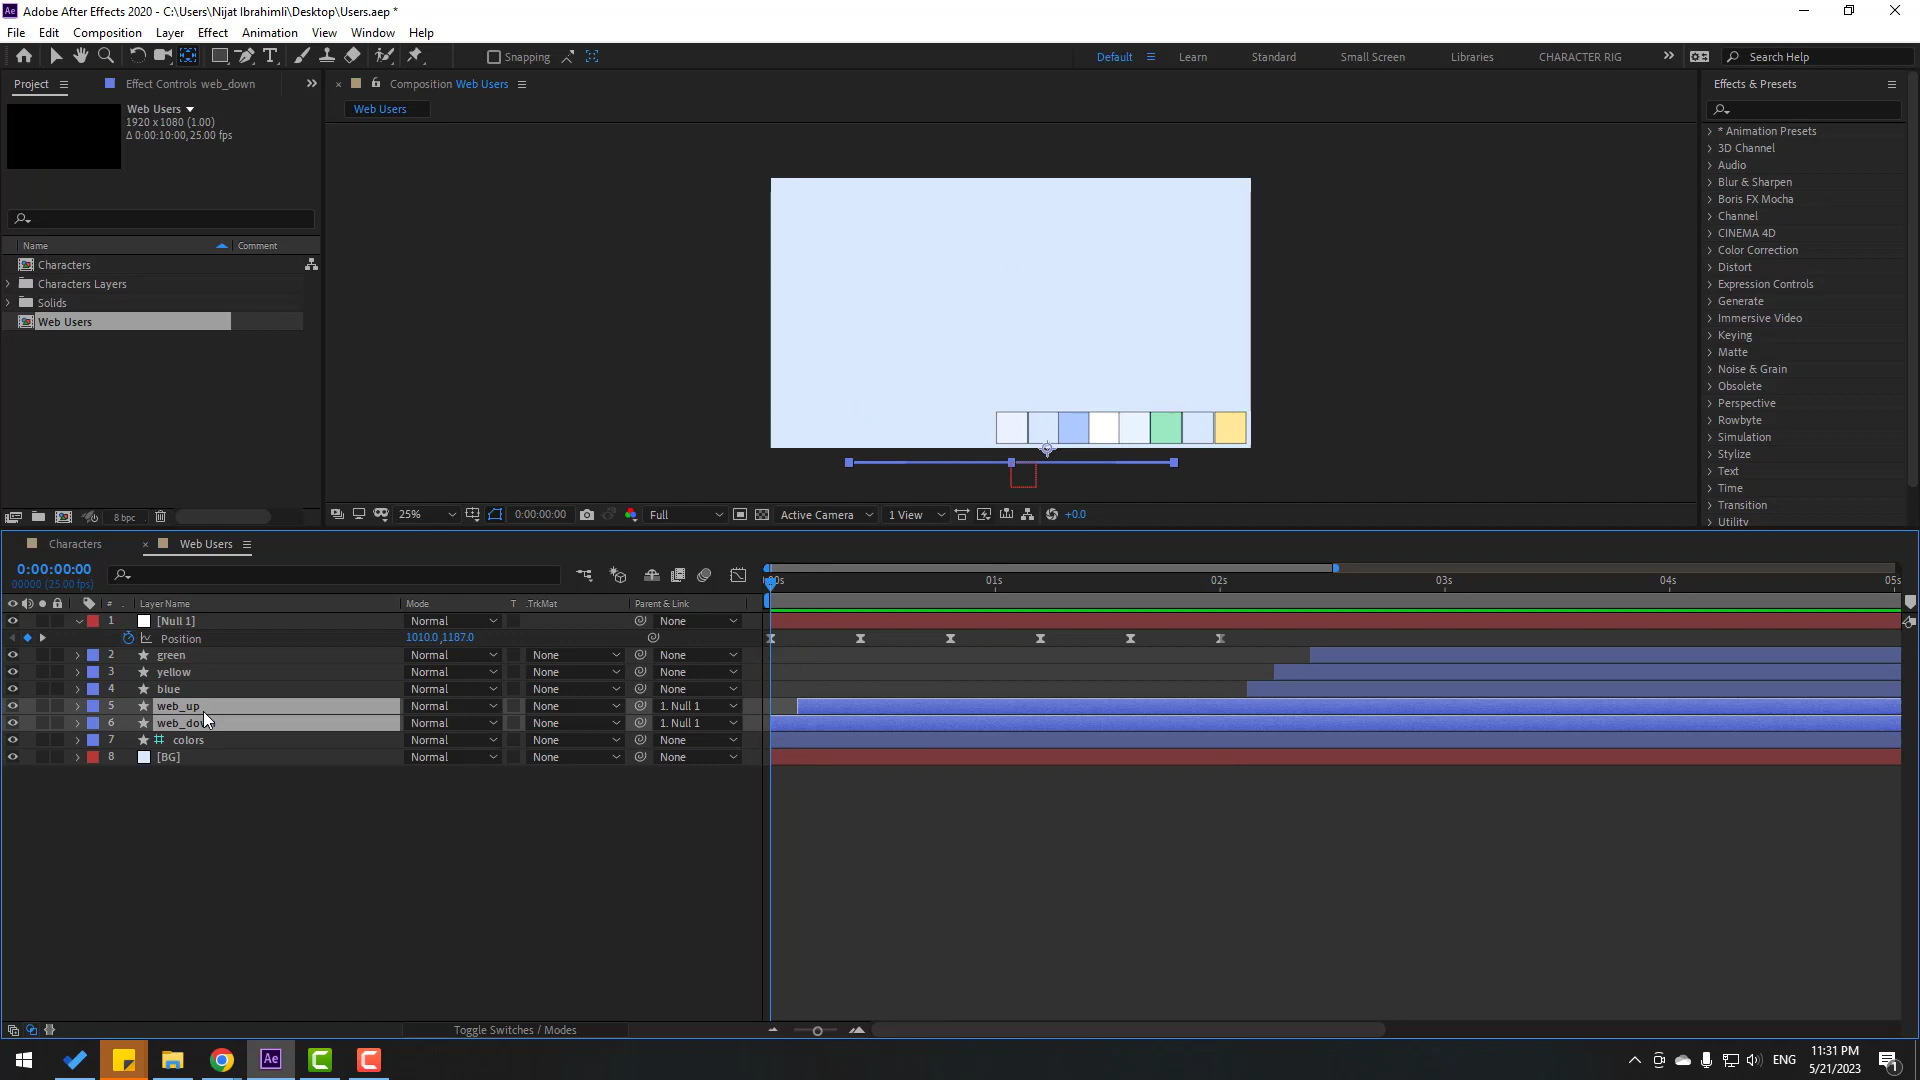 Adobe After Effects 2020 - C:\Users\Nijat Ibrahimli\Desktop\Users.aep *
File Edit Composition Layer Effect Animation View Window Help
Snapping
Default Learn Standard Small Screen Libraries CHARACTER RIG Search Help
Project Effect Controls web_down
Web Users
1920 x 1080 (1.00)
Δ 0:00:10:00, 25.00 fps
Name Comment
Characters
Characters Layers
Solids
Web Users
8 bpc
Composition Web Users
Web Users
25% 0:00:00:00 Full Active Camera 1 View +0.0
Effects & Presets
* Animation Presets
3D Channel
Audio
Blur & Sharpen
Boris FX Mocha
Channel
CINEMA 4D
Color Correction
Distort
Expression Controls
Generate
Immersive Video
Keying
Matte
Noise & Grain
Obsolete
Perspective
Rowbyte
Simulation
Stylize
Text
Time
Transition
Utility
Characters Web Users
0:00:00:00
00000 (25.00 fps)
:00s 01s 02s 03s 04s 05s
# Layer Name Mode T .TrkMat Parent & Link
1 [Null 1] Normal None
Position 1010.0,1187.0
2 green Normal None None
3 yellow Normal None None
4 blue Normal None None
5 web_up Normal None 1. Null 1
6 web_down Normal None 1. Null 1
7 colors Normal None None
8 [BG] Normal None None
Toggle Switches / Modes
Ae
ENG
11:31 PM
5/21/2023
1